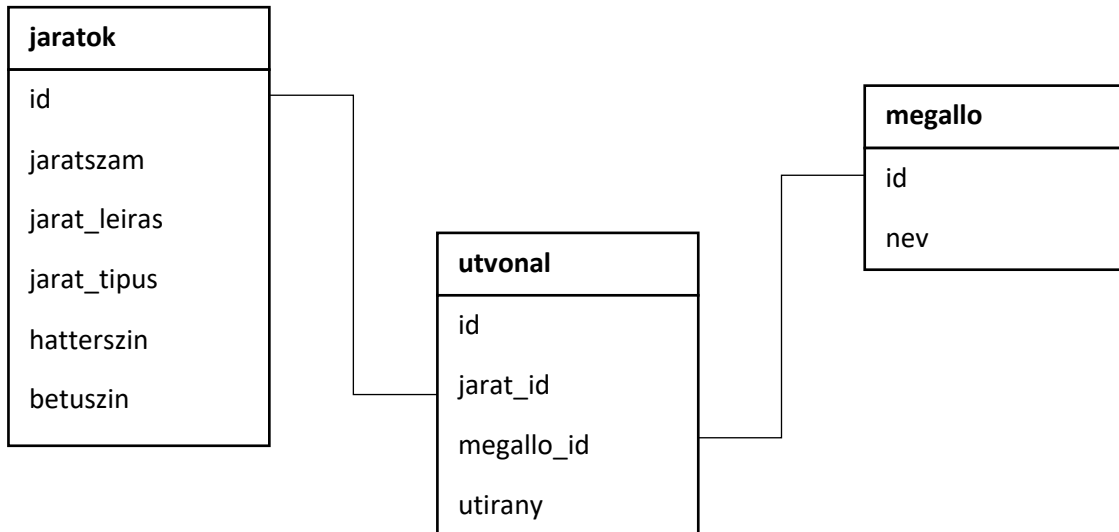 jaratok
id
jaratszam
jarat_leiras
jarat_tipus
hatterszin
betuszin
utvonal
id
jarat_id
megallo_id
utirany
megallo
id
nev